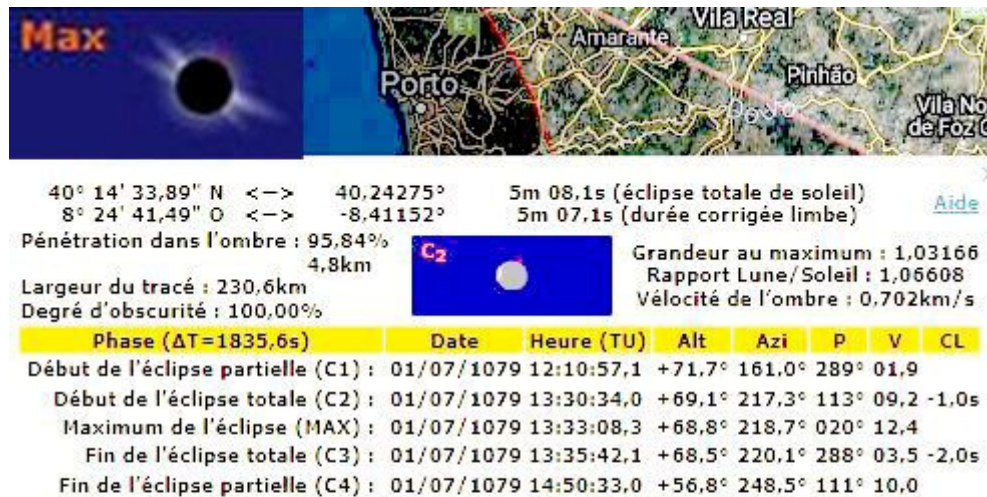 Max
E1
Vila Real
Amarante
Porto
Pinhão
Douro
Vila No
de Foz C
40° 14' 33,89" N <—> 40,24275°
8° 24' 41,49" O <—> -8,41152°
5m 08,1s (éclipse totale de soleil)
5m 07,1s (durée corrigée limbe)
Aide
Pénétration dans l'ombre : 95,84%
4,8km
Largeur du tracé : 230,6km
Degré d'obscurité : 100,00%
C2
Grandeur au maximum : 1,03166
Rapport Lune/Soleil : 1,06608
Vélocité de l'ombre : 0,702km/s
Phase (ΔT=1835,6s) Date Heure (TU) Alt Azi P V CL
Début de l'éclipse partielle (C1) : 01/07/1079 12:10:57,1 +71,7° 161,0° 289° 01,9
Début de l'éclipse totale (C2) : 01/07/1079 13:30:34,0 +69,1° 217,3° 113° 09,2 -1,0s
Maximum de l'éclipse (MAX) : 01/07/1079 13:33:08,3 +68,8° 218,7° 020° 12,4
Fin de l'éclipse totale (C3) : 01/07/1079 13:35:42,1 +68,5° 220,1° 288° 03,5 -2,0s
Fin de l'éclipse partielle (C4) : 01/07/1079 14:50:33,0 +56,8° 248,5° 111° 10,0